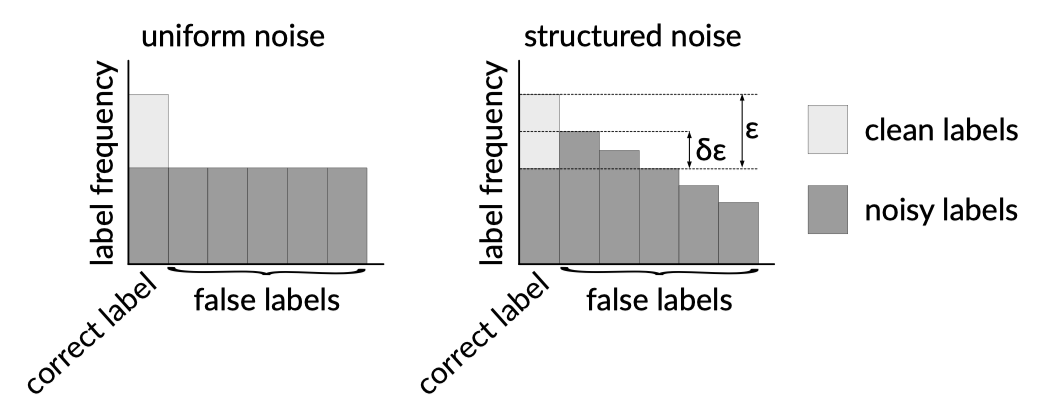 uniform noise
label frequency
correct label
false labels
structured noise
label frequency
ε
δε
correct label
false labels
clean labels
noisy labels